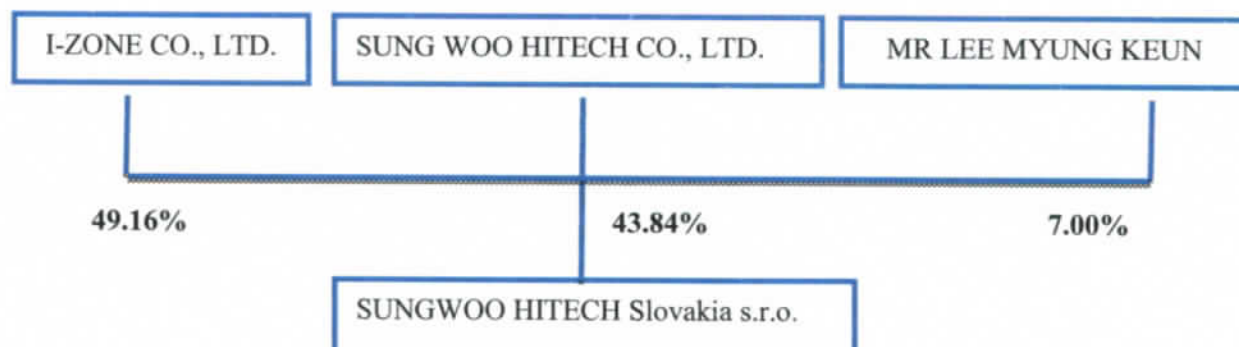 I-ZONE CO., LTD.
SUNG WOO HITECH CO., LTD.
MR LEE MYUNG KEUN
49.16%
43.84%
7.00%
SUNGWOO HITECH Slovakia s.r.o.